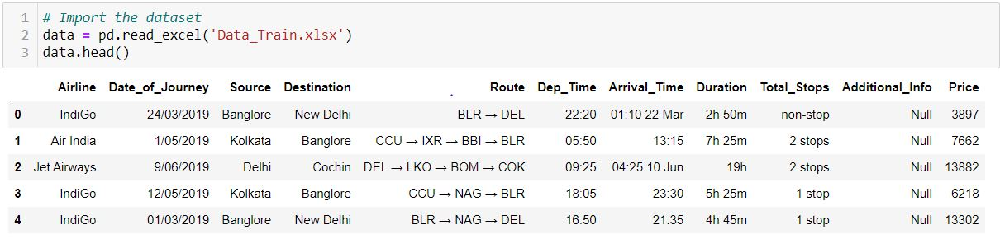 1 # Import the dataset
2 data = pd.read_excel('Data_Train.xlsx')
3 data.head()
Airline Date_of_Journey Source Destination Route Dep_Time Arrival_Time Duration Total_Stops Additional_Info Price
0 IndiGo 24/03/2019 Banglore New Delhi BLR → DEL 22:20 01:10 22 Mar 2h 50m non-stop Null 3897
1 Air India 1/05/2019 Kolkata Banglore CCU → IXR → BBI → BLR 05:50 13:15 7h 25m 2 stops Null 7662
2 Jet Airways 9/06/2019 Delhi Cochin DEL → LKO → BOM → COK 09:25 04:25 10 Jun 19h 2 stops Null 13882
3 IndiGo 12/05/2019 Kolkata Banglore CCU → NAG → BLR 18:05 23:30 5h 25m 1 stop Null 6218
4 IndiGo 01/03/2019 Banglore New Delhi BLR → NAG → DEL 16:50 21:35 4h 45m 1 stop Null 13302